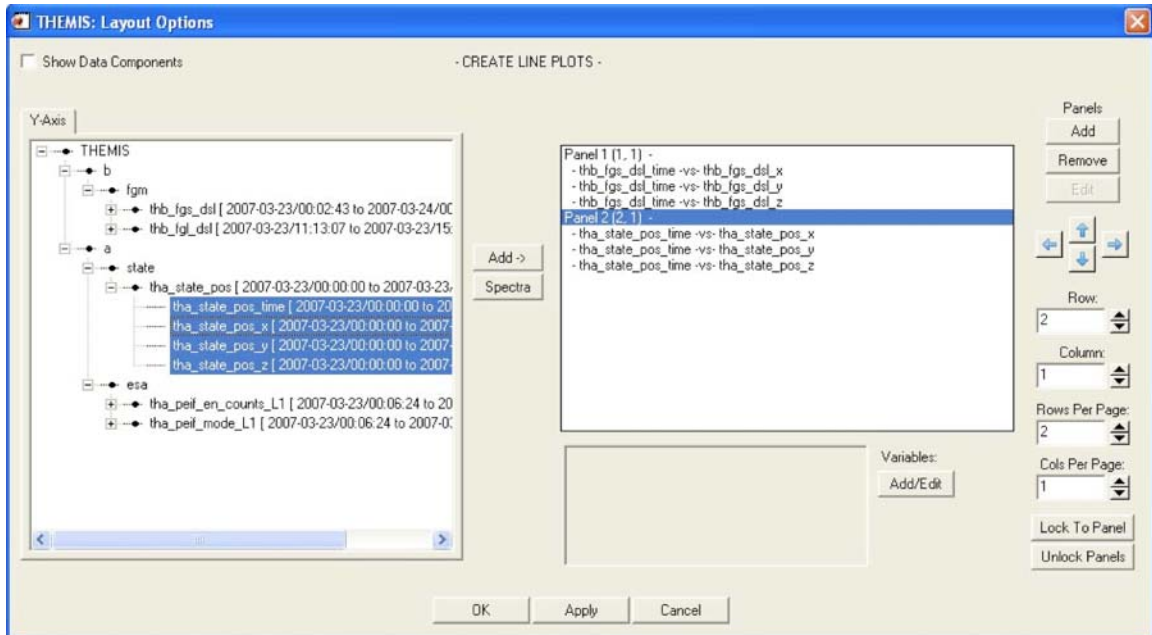 THEMIS: Layout Options
Show Data Components
- CREATE LINE PLOTS -
Y-Axis
THEMIS
b
fgm
thb_fgs_dsl [ 2007-03-23/00:02:43 to 2007-03-24/00
thb_fgl_dsl [ 2007-03-23/11:13:07 to 2007-03-23/15:
a
state
tha_state_pos [ 2007-03-23/00:00:00 to 2007-03-23/
tha_state_pos_time [ 2007-03-23/00:00:00 to 20
tha_state_pos_x [ 2007-03-23/00:00:00 to 2007-
tha_state_pos_y [ 2007-03-23/00:00:00 to 2007-
tha_state_pos_z [ 2007-03-23/00:00:00 to 2007-
esa
tha_peif_en_counts_L1 [ 2007-03-23/00:06:24 to 20
tha_peif_mode_L1 [ 2007-03-23/00:06:24 to 2007-0
Add ->
Spectra
Panel 1 (1, 1) -
- thb_fgs_dsl_time -vs- thb_fgs_dsl_x
- thb_fgs_dsl_time -vs- thb_fgs_dsl_y
- thb_fgs_dsl_time -vs- thb_fgs_dsl_z
Panel 2 (2, 1) -
- tha_state_pos_time -vs- tha_state_pos_x
- tha_state_pos_time -vs- tha_state_pos_y
- tha_state_pos_time -vs- tha_state_pos_z
Variables:
Add/Edit
Panels
Add
Remove
Edit
Row:
2
Column:
1
Rows Per Page:
2
Cols Per Page:
1
Lock To Panel
Unlock Panels
OK
Apply
Cancel